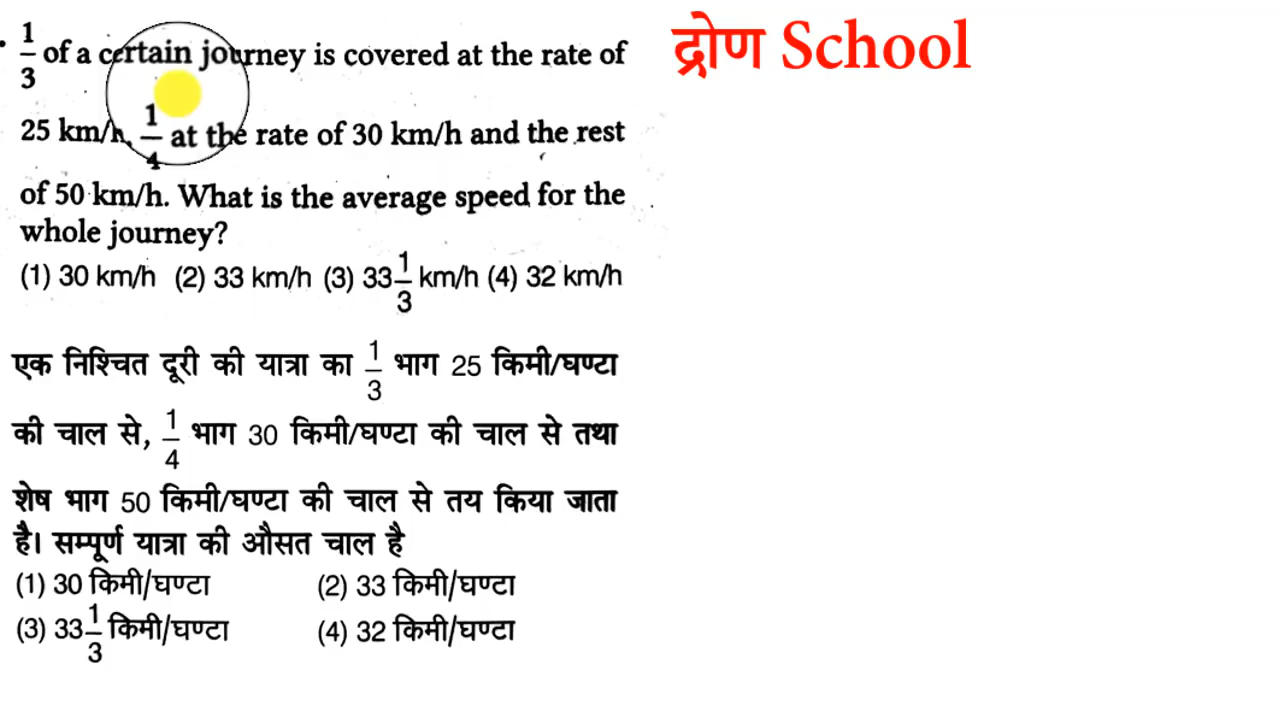 द्रोण School
1/3 of a certain journey is covered at the rate of
25 km/h, 1/4 at the rate of 30 km/h and the rest
of 50 km/h. What is the average speed for the
whole journey?
(1) 30 km/h (2) 33 km/h (3) 33 1/3 km/h (4) 32 km/h
एक निश्चित दूरी की यात्रा का 1/3 भाग 25 किमी/घण्टा
की चाल से, 1/4 भाग 30 किमी/घण्टा की चाल से तथा
शेष भाग 50 किमी/घण्टा की चाल से तय किया जाता
है। सम्पूर्ण यात्रा की औसत चाल है
(1) 30 किमी/घण्टा (2) 33 किमी/घण्टा
(3) 33 1/3 किमी/घण्टा (4) 32 किमी/घण्टा